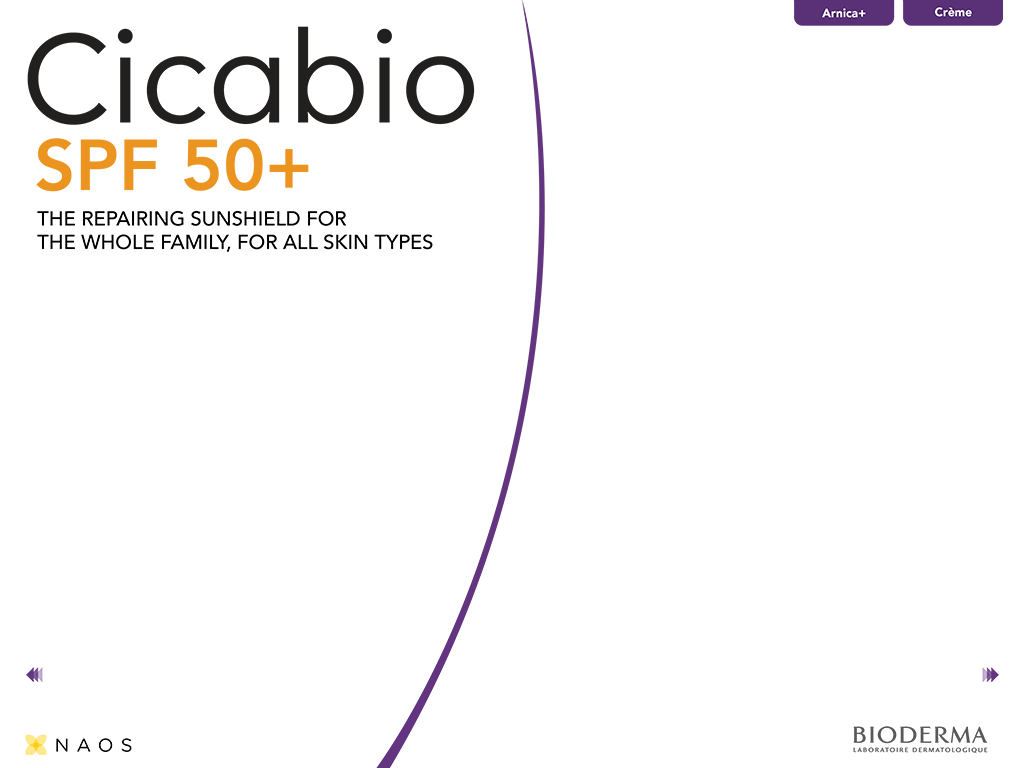 Arnica+
Crème
Cicabio
SPF 50+
THE REPAIRING SUNSHIELD FOR
THE WHOLE FAMILY, FOR ALL SKIN TYPES
NAOS
BIODERMA
LABORATOIRE DERMATOLOGIQUE